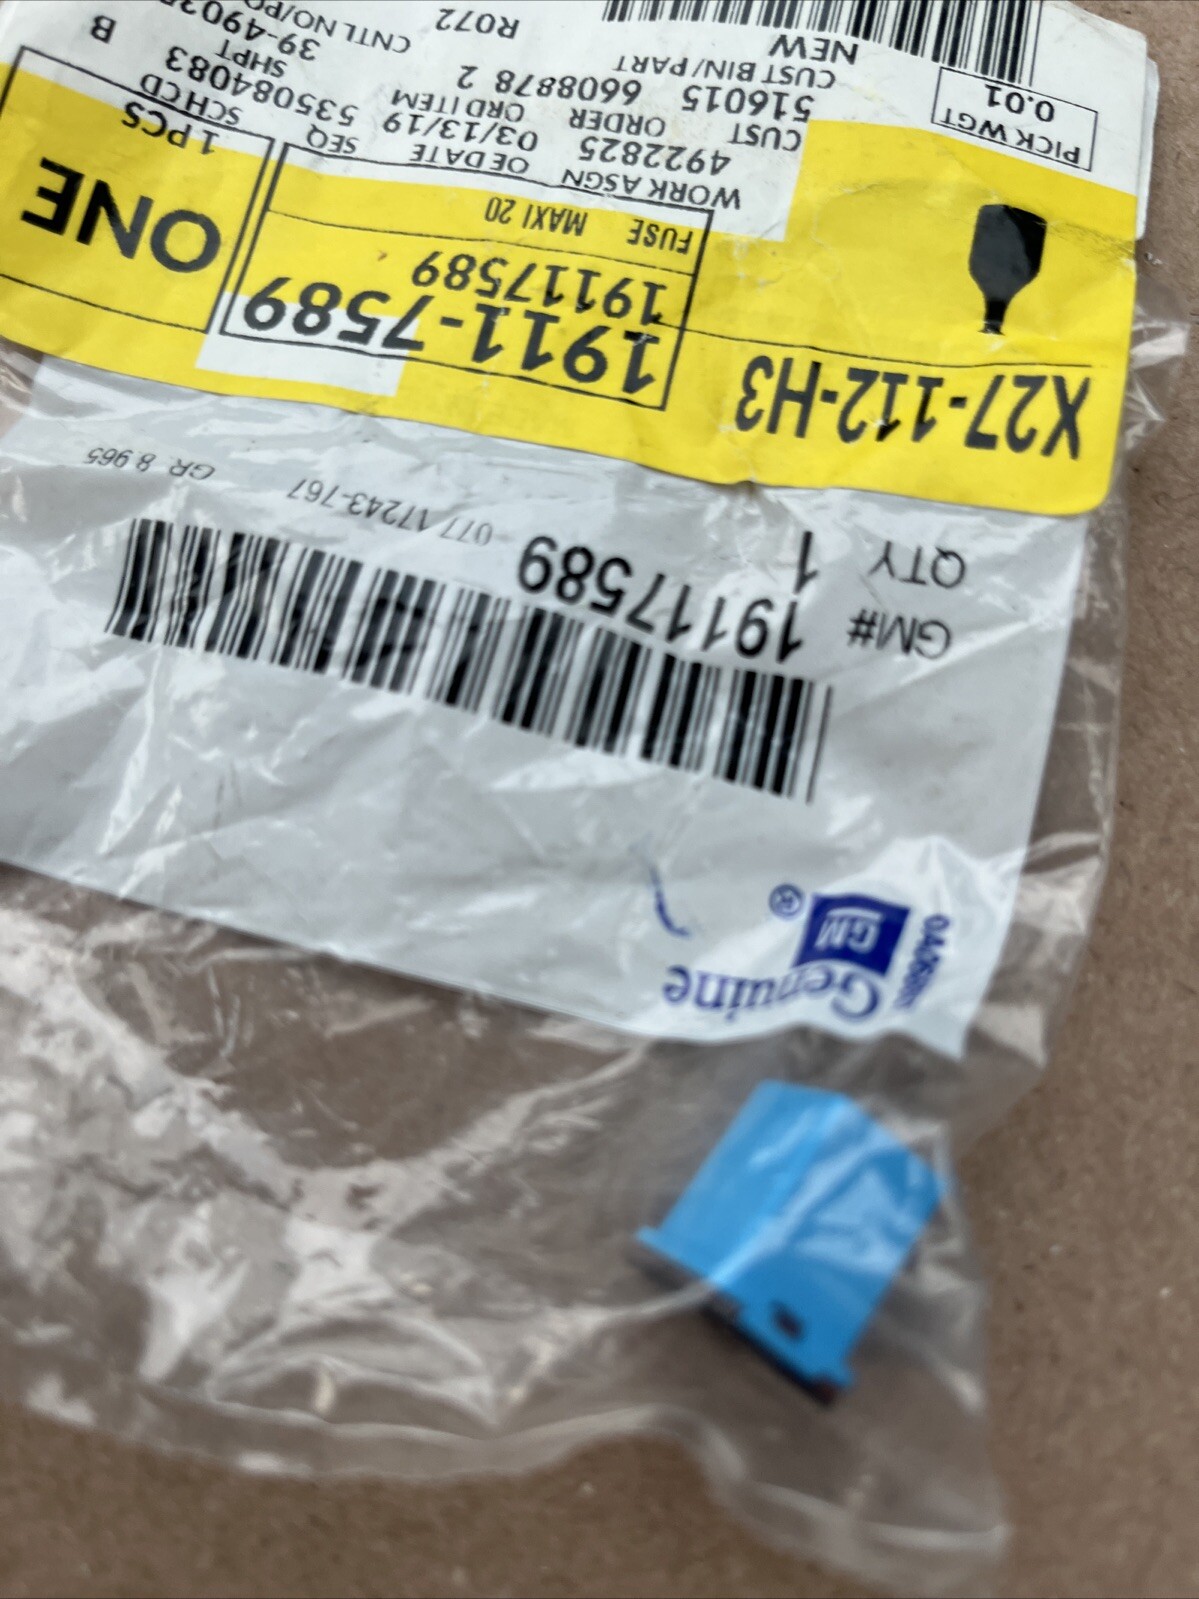 Genuine GM ®
GM# 19117589
QTY 1
077 17243-767 GR. 8 965
X27-112-H3
1911-7589
19117589
FUSE MAXI 20
ONE
1 PCS
PICK WGT
0.01
WORK ASGN OE DATE SEQ SCH CD
4922825 03/13/19 535084083
CUST ORDER ORD ITEM SHPT
516015 6608878 2
CUST BIN/PART CNTL NO/PO
NEW R072
B